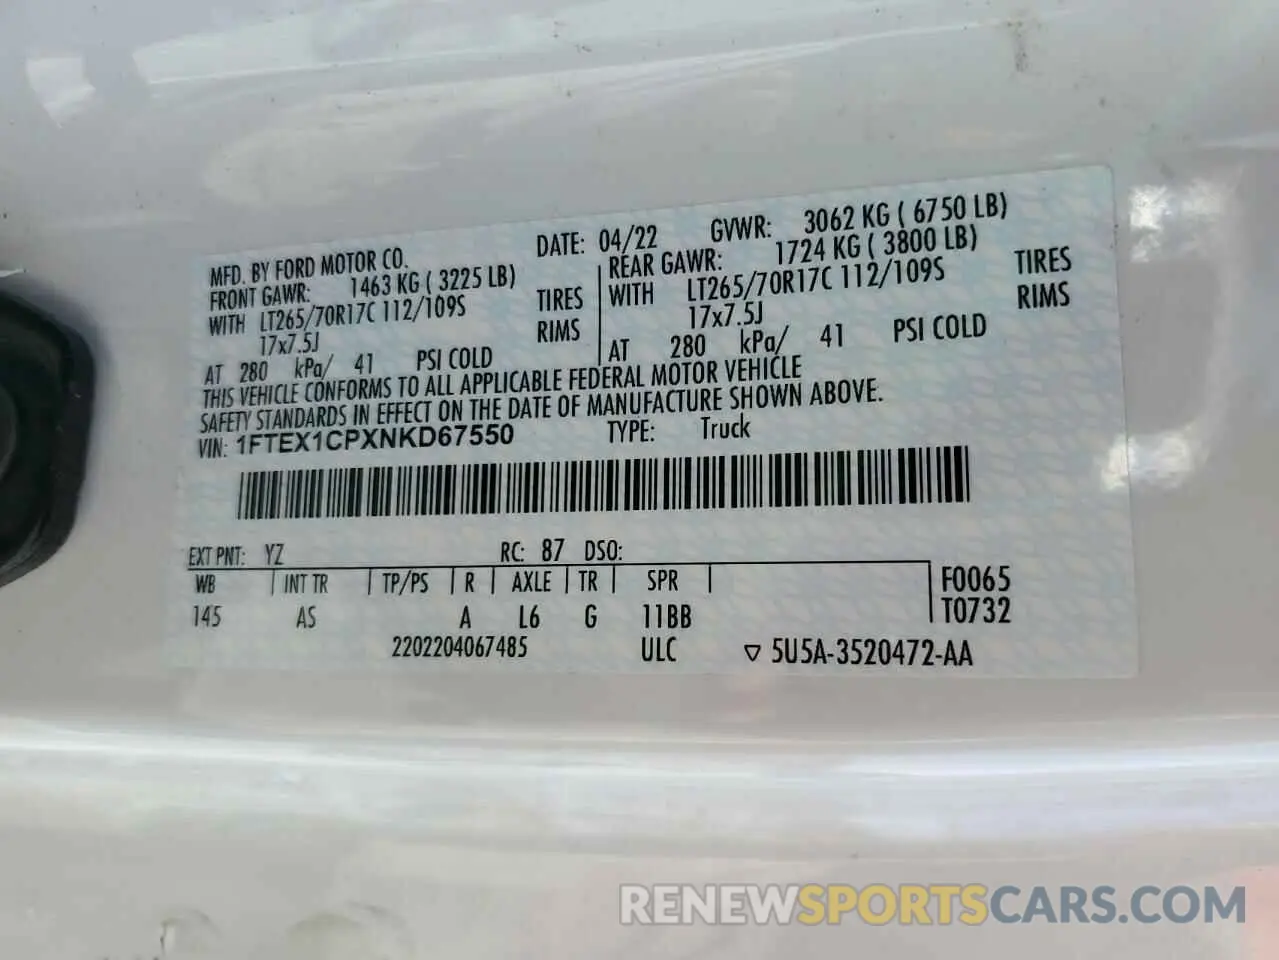 MFD. BY FORD MOTOR CO. DATE: 04/22 GVWR: 3062 KG ( 6750 LB)
FRONT GAWR: 1463 KG ( 3225 LB) REAR GAWR: 1724 KG ( 3800 LB)
WITH LT265/70R17C 112/109S TIRES WITH LT265/70R17C 112/109S TIRES
17x7.5J RIMS 17x7.5J RIMS
AT 280 kPa/ 41 PSI COLD AT 280 kPa/ 41 PSI COLD
THIS VEHICLE CONFORMS TO ALL APPLICABLE FEDERAL MOTOR VEHICLE
SAFETY STANDARDS IN EFFECT ON THE DATE OF MANUFACTURE SHOWN ABOVE.
VIN: 1FTEX1CPXNKD67550 TYPE: Truck
EXT PNT: YZ RC: 87 DSO:
WB INT TR TP/PS R AXLE TR SPR F0065
145 AS A L6 G 11BB T0732
2202204067485 ULC ▽ 5U5A-3520472-AA
RENEWSPORTSCARS.COM